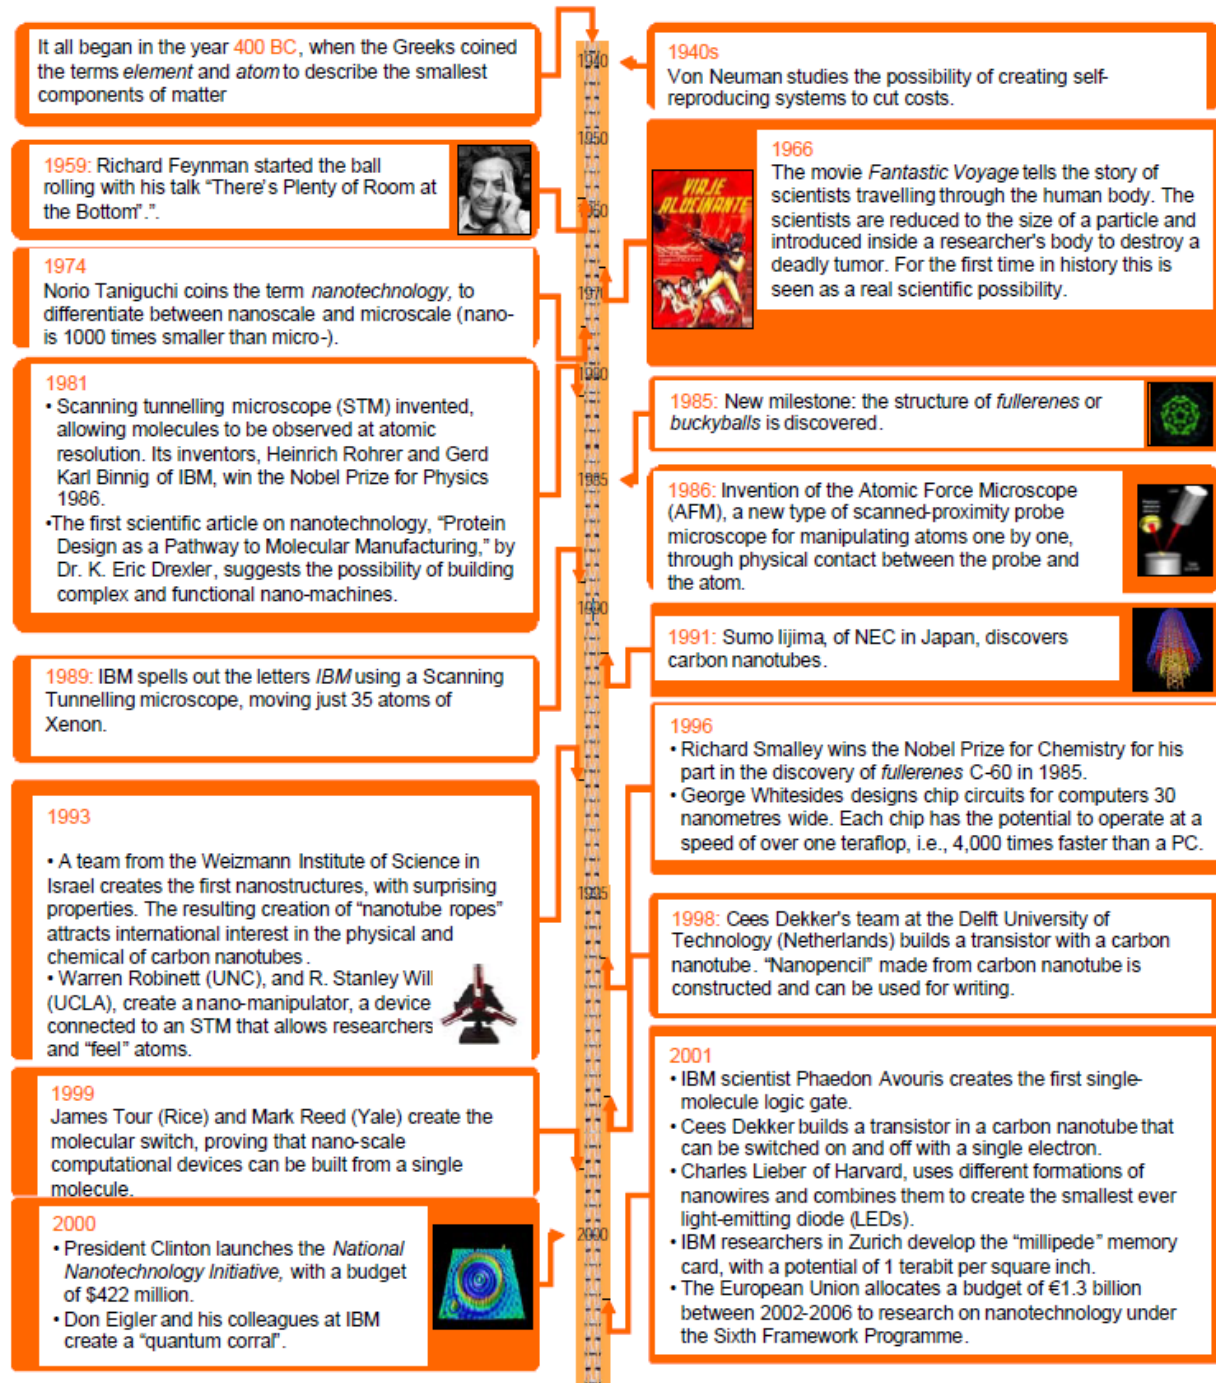 It all began in the year 400 BC, when the Greeks coined
the terms element and atom to describe the smallest
components of matter
1940s
Von Neuman studies the possibility of creating self-
reproducing systems to cut costs.
1959: Richard Feynman started the ball
rolling with his talk “There's Plenty of Room at
the Bottom”.”.
1966
The movie Fantastic Voyage tells the story of
scientists travelling through the human body. The
scientists are reduced to the size of a particle and
introduced inside a researcher's body to destroy a
deadly tumor. For the first time in history this is
seen as a real scientific possibility.
VIAJE
ALUCINANTE
1974
Norio Taniguchi coins the term nanotechnology, to
differentiate between nanoscale and microscale (nano-
is 1000 times smaller than micro-).
1981
• Scanning tunnelling microscope (STM) invented,
allowing molecules to be observed at atomic
resolution. Its inventors, Heinrich Rohrer and Gerd
Karl Binnig of IBM, win the Nobel Prize for Physics
1986.
•The first scientific article on nanotechnology, “Protein
Design as a Pathway to Molecular Manufacturing,” by
Dr. K. Eric Drexler, suggests the possibility of building
complex and functional nano-machines.
1985: New milestone: the structure of fullerenes or
buckyballs is discovered.
1986: Invention of the Atomic Force Microscope
(AFM), a new type of scanned-proximity probe
microscope for manipulating atoms one by one,
through physical contact between the probe and
the atom.
1989: IBM spells out the letters IBM using a Scanning
Tunnelling microscope, moving just 35 atoms of
Xenon.
1991: Sumo Iijima, of NEC in Japan, discovers
carbon nanotubes.
1993
• A team from the Weizmann Institute of Science in
Israel creates the first nanostructures, with surprising
properties. The resulting creation of “nanotube ropes”
attracts international interest in the physical and
chemical of carbon nanotubes.
• Warren Robinett (UNC), and R. Stanley Will
(UCLA), create a nano-manipulator, a device
connected to an STM that allows researchers
and “feel” atoms.
1996
• Richard Smalley wins the Nobel Prize for Chemistry for his
part in the discovery of fullerenes C-60 in 1985.
• George Whitesides designs chip circuits for computers 30
nanometres wide. Each chip has the potential to operate at a
speed of over one teraflop, i.e., 4,000 times faster than a PC.
1998: Cees Dekker's team at the Delft University of
Technology (Netherlands) builds a transistor with a carbon
nanotube. “Nanopencil” made from carbon nanotube is
constructed and can be used for writing.
1999
James Tour (Rice) and Mark Reed (Yale) create the
molecular switch, proving that nano-scale
computational devices can be built from a single
molecule.
2000
• President Clinton launches the National
Nanotechnology Initiative, with a budget
of $422 million.
• Don Eigler and his colleagues at IBM
create a “quantum corral”.
2001
• IBM scientist Phaedon Avouris creates the first single-
molecule logic gate.
• Cees Dekker builds a transistor in a carbon nanotube that
can be switched on and off with a single electron.
• Charles Lieber of Harvard, uses different formations of
nanowires and combines them to create the smallest ever
light-emitting diode (LEDs).
• IBM researchers in Zurich develop the “millipede” memory
card, with a potential of 1 terabit per square inch.
• The European Union allocates a budget of €1.3 billion
between 2002-2006 to research on nanotechnology under
the Sixth Framework Programme.
1940
1950
1970
1980
1985
1990
1995
2000